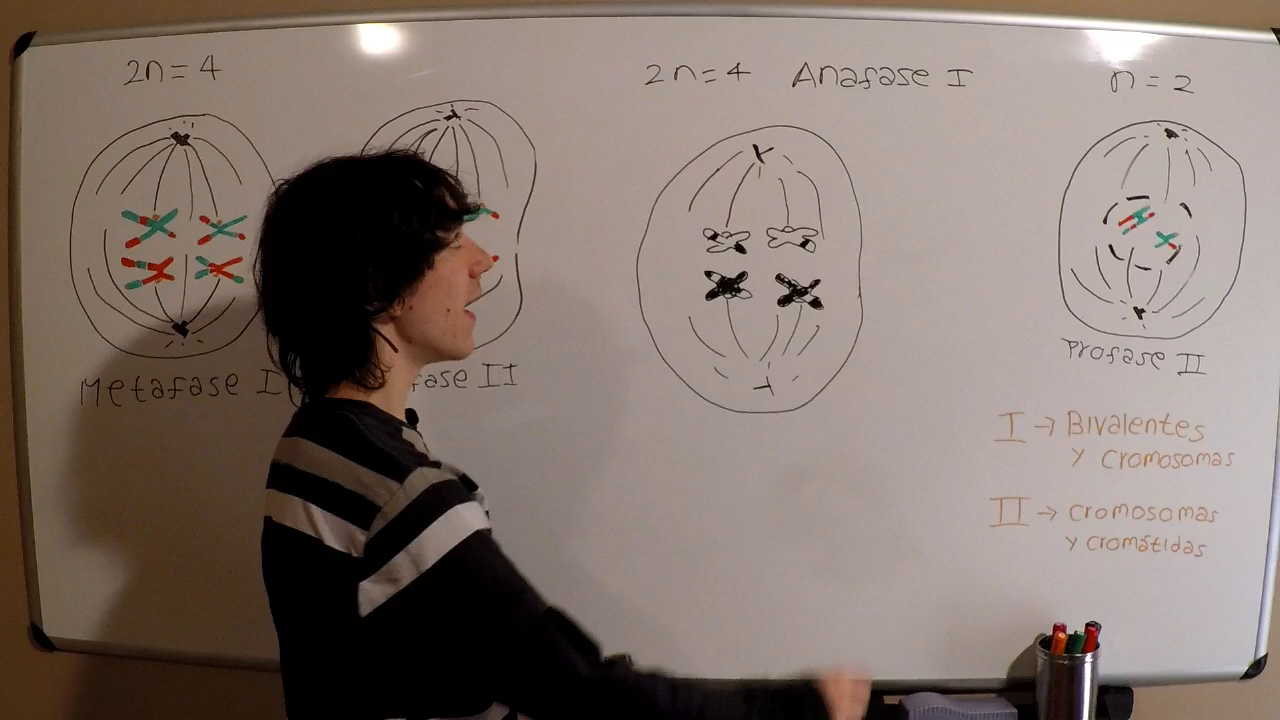 2n=4
2n=4 Anafase I
n=2
Metafase I
fase II
Profase II
I → Bivalentes
y cromosomas
II → cromosomas
y cromátidas